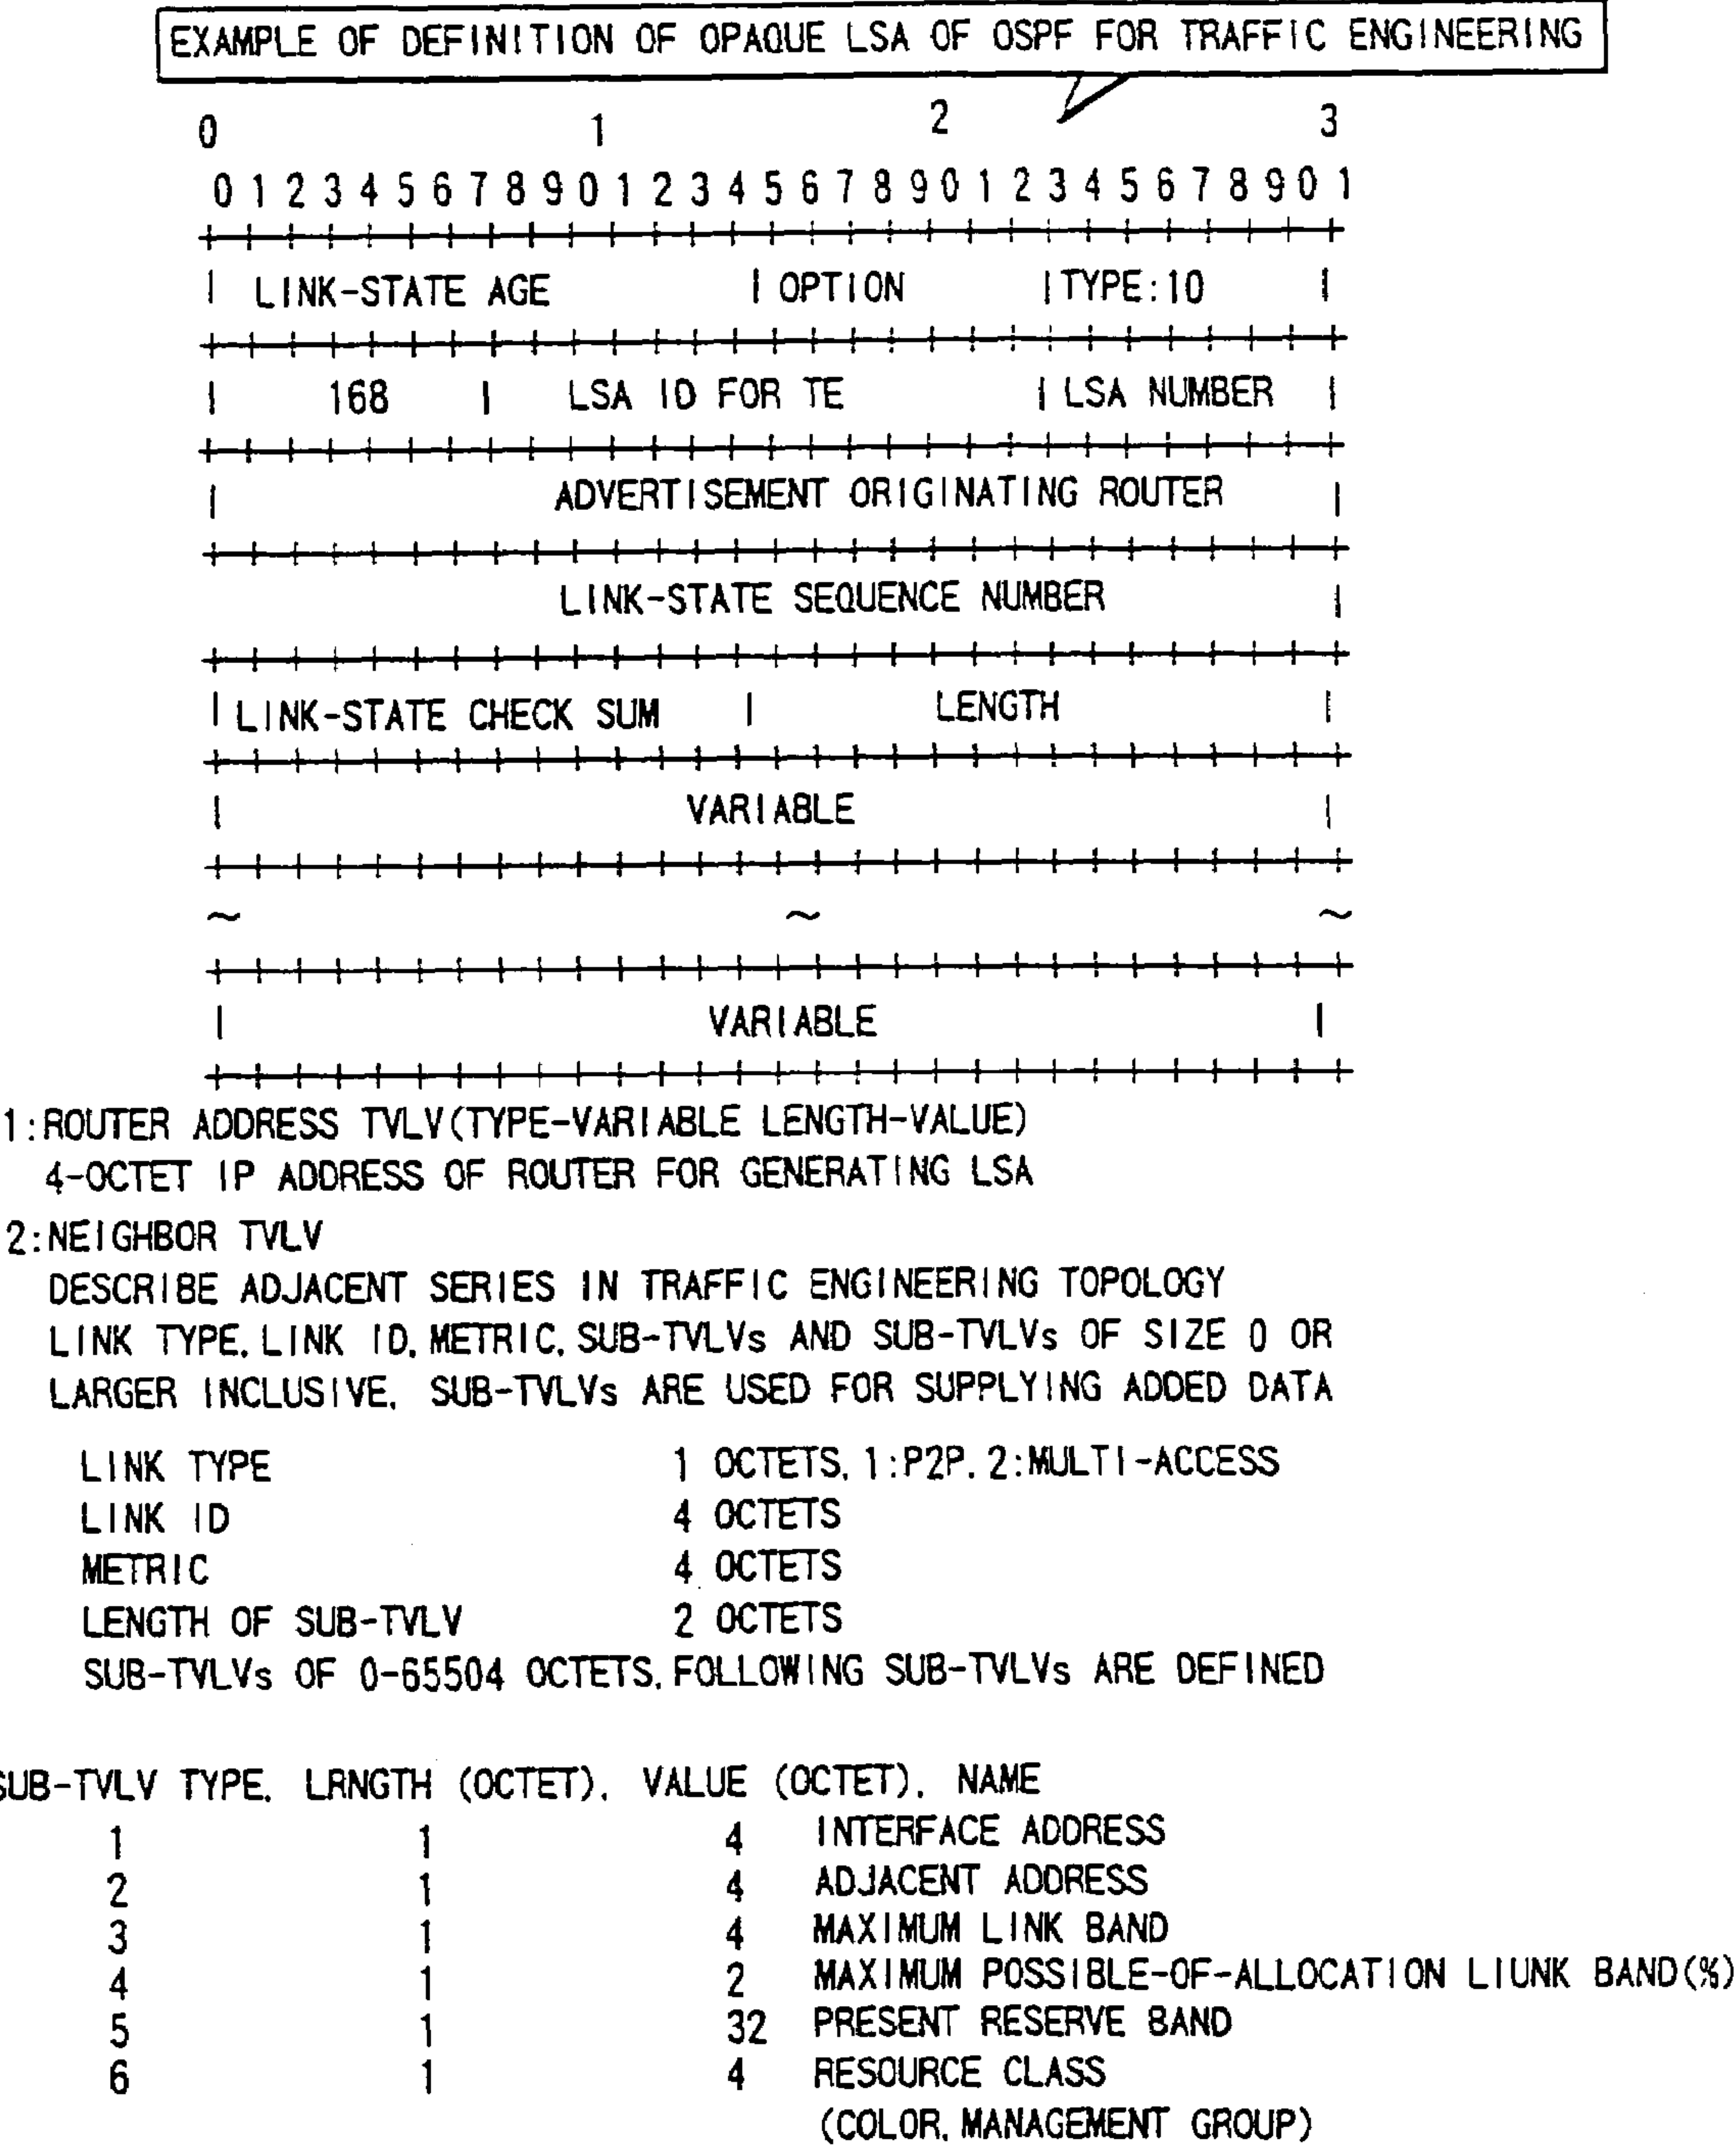 EXAMPLE OF DEFINITION OF OPAQUE LSA OF OSPF FOR TRAFFIC ENGINEERING
0 1 2 3
0 1 2 3 4 5 6 7 8 9 0 1 2 3 4 5 6 7 8 9 0 1 2 3 4 5 6 7 8 9 0 1
| LINK-STATE AGE | OPTION | TYPE:10 |
| 168 | LSA ID FOR TE | LSA NUMBER |
| ADVERTISEMENT ORIGINATING ROUTER |
LINK-STATE SEQUENCE NUMBER |
| LINK-STATE CHECK SUM | LENGTH |
| VARIABLE |
~ ~ ~
| VARIABLE |
1:ROUTER ADDRESS TVLV(TYPE-VARIABLE LENGTH-VALUE)
4-OCTET IP ADDRESS OF ROUTER FOR GENERATING LSA
2:NEIGHBOR TVLV
DESCRIBE ADJACENT SERIES IN TRAFFIC ENGINEERING TOPOLOGY
LINK TYPE, LINK ID, METRIC, SUB-TVLVs AND SUB-TVLVs OF SIZE 0 OR
LARGER INCLUSIVE, SUB-TVLVs ARE USED FOR SUPPLYING ADDED DATA
LINK TYPE 1 OCTETS, 1:P2P, 2:MULTI-ACCESS
LINK ID 4 OCTETS
METRIC 4 OCTETS
LENGTH OF SUB-TVLV 2 OCTETS
SUB-TVLVs OF 0-65504 OCTETS, FOLLOWING SUB-TVLVs ARE DEFINED
SUB-TVLV TYPE, LRNGTH (OCTET), VALUE (OCTET), NAME
1 1 4 INTERFACE ADDRESS
2 1 4 ADJACENT ADDRESS
3 1 4 MAXIMUM LINK BAND
4 1 2 MAXIMUM POSSIBLE-OF-ALLOCATION LIUNK BAND(%)
5 1 32 PRESENT RESERVE BAND
6 1 4 RESOURCE CLASS
(COLOR, MANAGEMENT GROUP)